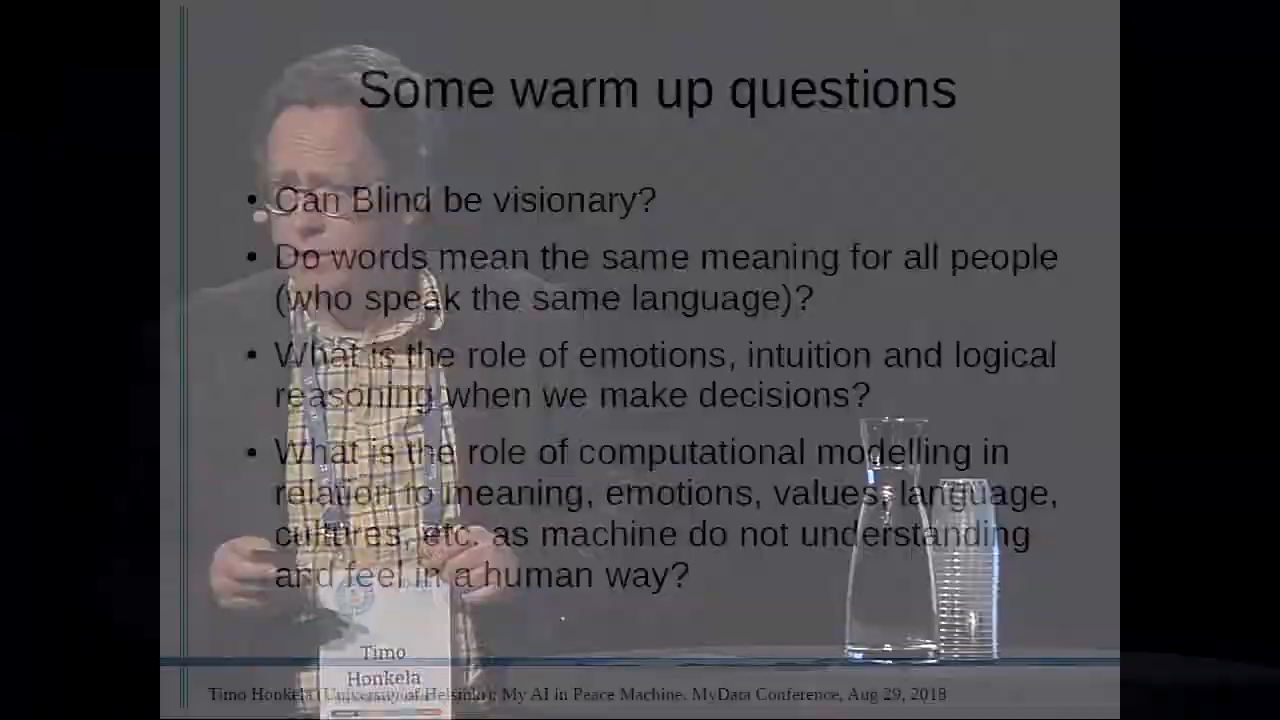 Some warm up questions
• Can Blind be visionary?
• Do words mean the same meaning for all people
(who speak the same language)?
• What is the role of emotions, intuition and logical
reasoning when we make decisions?
• What is the role of computational modelling in
relation to meaning, emotions, values, language,
cultures, etc. as machine do not understanding
and feel in a human way?
Timo
Honkela
Timo Honkela (University of Helsinki): My AI in Peace Machine. MyData Conference, Aug 29, 2018